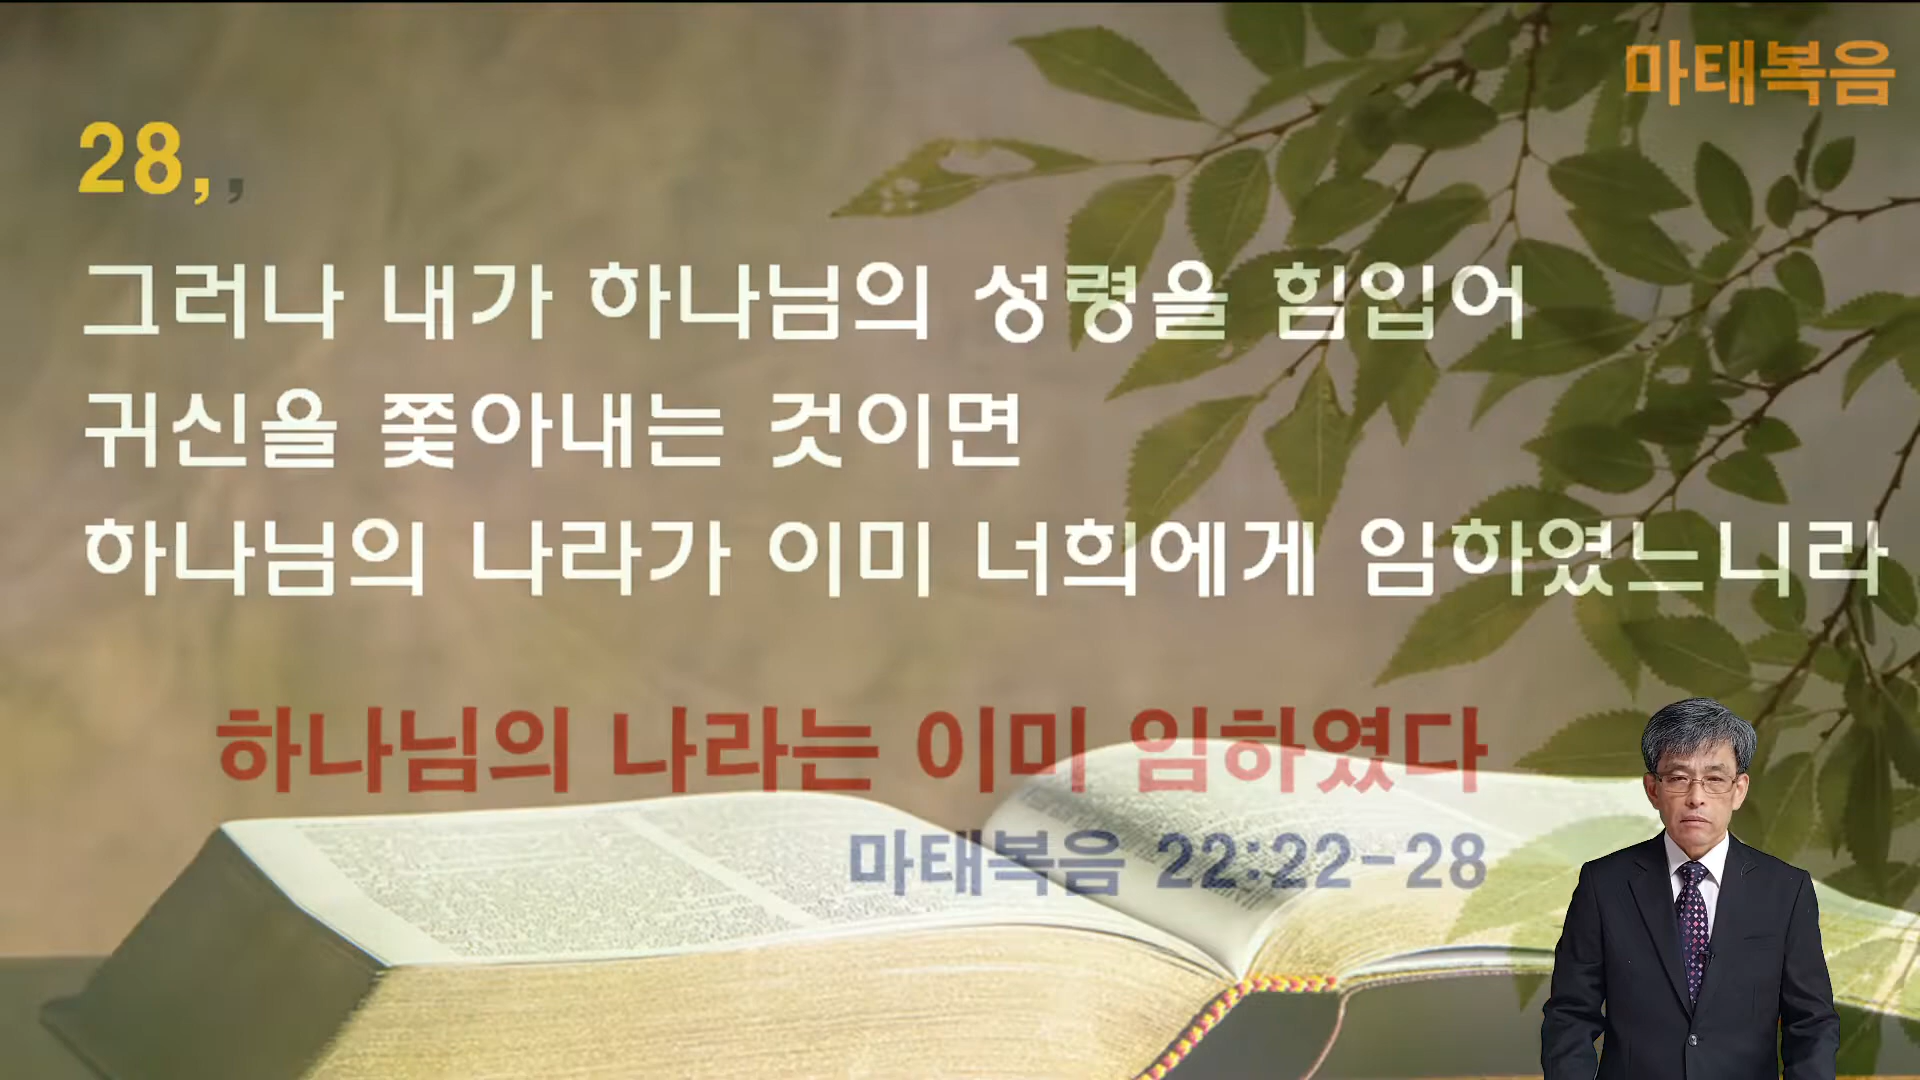 마태복음
28,,
그러나 내가 하나님의 성령을 힘입어
귀신을 쫓아내는 것이면
하나님의 나라가 이미 너희에게 임하였느니라
하나님의 나라는 이미 임하였다
마태복음 22:22-28